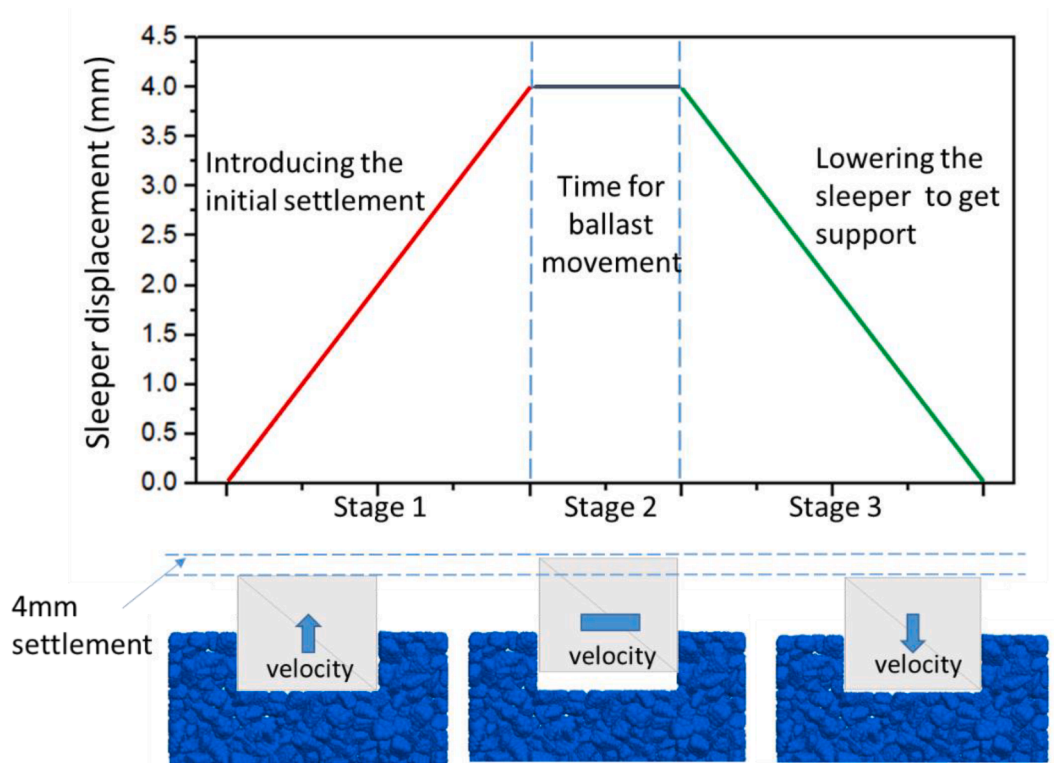 Sleeper displacement (mm)
4.5
4.0
3.5
3.0
2.5
2.0
1.5
1.0
0.5
0.0
Introducing the
initial settlement
Time for
ballast
movement
Lowering the
sleeper to get
support
Stage 1
Stage 2
Stage 3
4mm
settlement
velocity
velocity
velocity